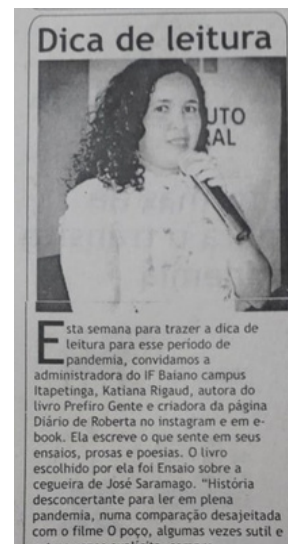 Dica de leitura
UTO
RAL
Esta semana para trazer a dica de
leitura para esse período de
pandemia, convidamos a
administradora do IF Baiano campus
Itapetinga, Katiana Rigaud, autora do
livro Prefiro Gente e criadora da página
Diário de Roberta no instagram e em e-
book. Ela escreve o que sente em seus
ensaios, prosas e poesias. O livro
escolhido por ela foi Ensaio sobre a
cegueira de José Saramago. “História
desconcertante para ler em plena
pandemia, numa comparação desajeitada
com o filme O poço, algumas vezes sutil e